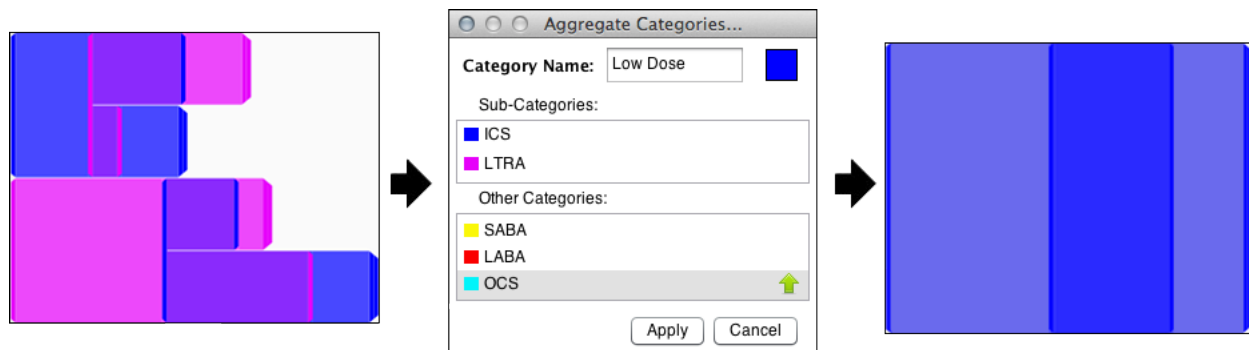 Aggregate Categories...
Category Name: Low Dose
Sub-Categories:
ICS
LTRA
Other Categories:
SABA
LABA
OCS
Apply Cancel